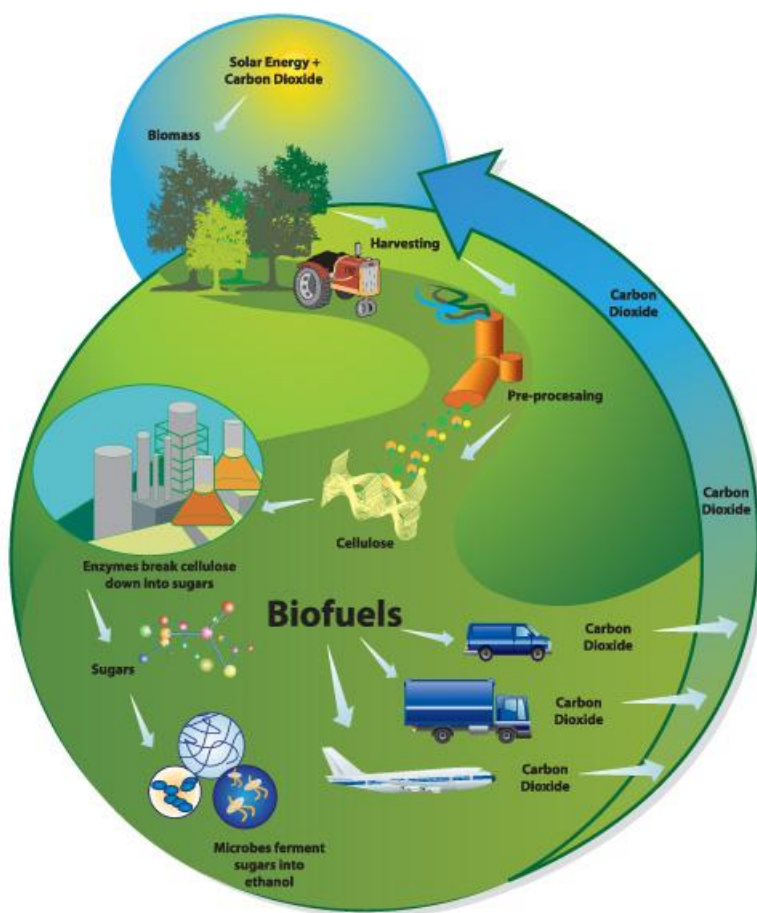 Solar Energy +
Carbon Dioxide
Biomass
Harvesting
Carbon
Dioxide
Pre-procesaing
Carbon
Dioxide
Cellulose
Enzymes break cellulose
down into sugars
Biofuels
Carbon
Dioxide
Sugars
Carbon
Dioxide
Carbon
Dioxide
Microbes ferment
sugars into
ethanol